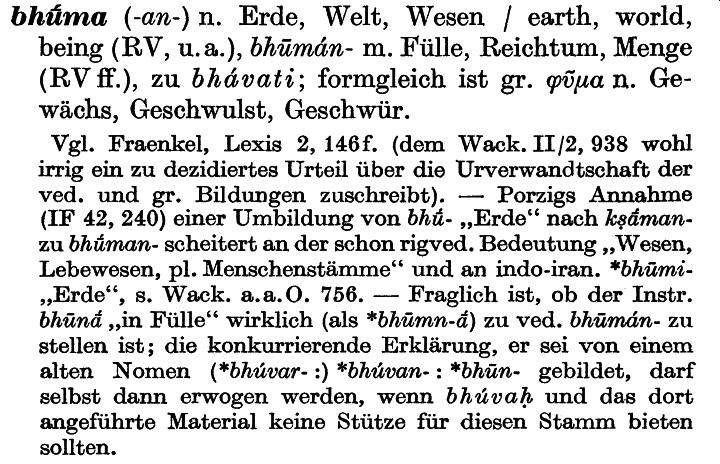 bhū́ma (-an-) n. Erde, Welt, Wesen / earth, world,
being (RV, u. a.), bhūmán- m. Fülle, Reichtum, Menge
(RV ff.), zu bhávati; formgleich ist gr. φῦμα n. Ge-
wächs, Geschwulst, Geschwür.
Vgl. Fraenkel, Lexis 2, 146f. (dem Wack. II/2, 938 wohl
irrig ein zu dezidiertes Urteil über die Urverwandtschaft der
ved. und gr. Bildungen zuschreibt). — Porzigs Annahme
(IF 42, 240) einer Umbildung von bhū́- „Erde“ nach kṣā́man-
zu bhū́man- scheitert an der schon rigved. Bedeutung „Wesen,
Lebewesen, pl. Menschenstämme“ und an indo-iran. *bhūmi-
„Erde“, s. Wack. a.a.O. 756. — Fraglich ist, ob der Instr.
bhūnā́ „in Fülle“ wirklich (als *bhūmn-ā́) zu ved. bhūmán- zu
stellen ist; die konkurrierende Erklärung, er sei von einem
alten Nomen (*bhúvar- :) *bhúvan- : *bhūn- gebildet, darf
selbst dann erwogen werden, wenn bhúvaḥ und das dort
angeführte Material keine Stütze für diesen Stamm bieten
sollten.